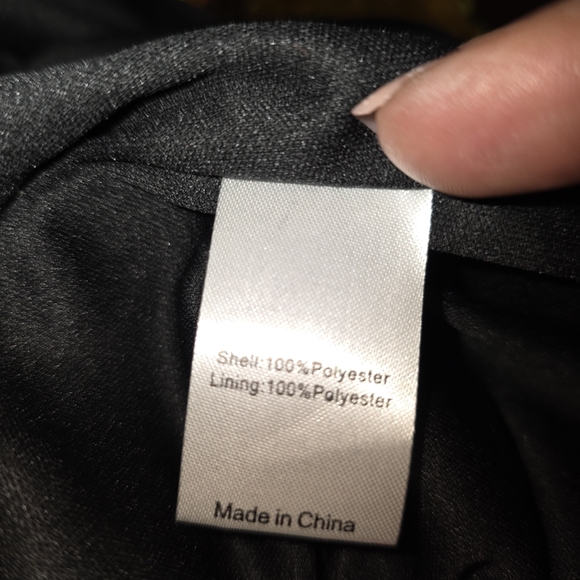 Shell:100%Polyester
Lining:100%Polyester
Made in China